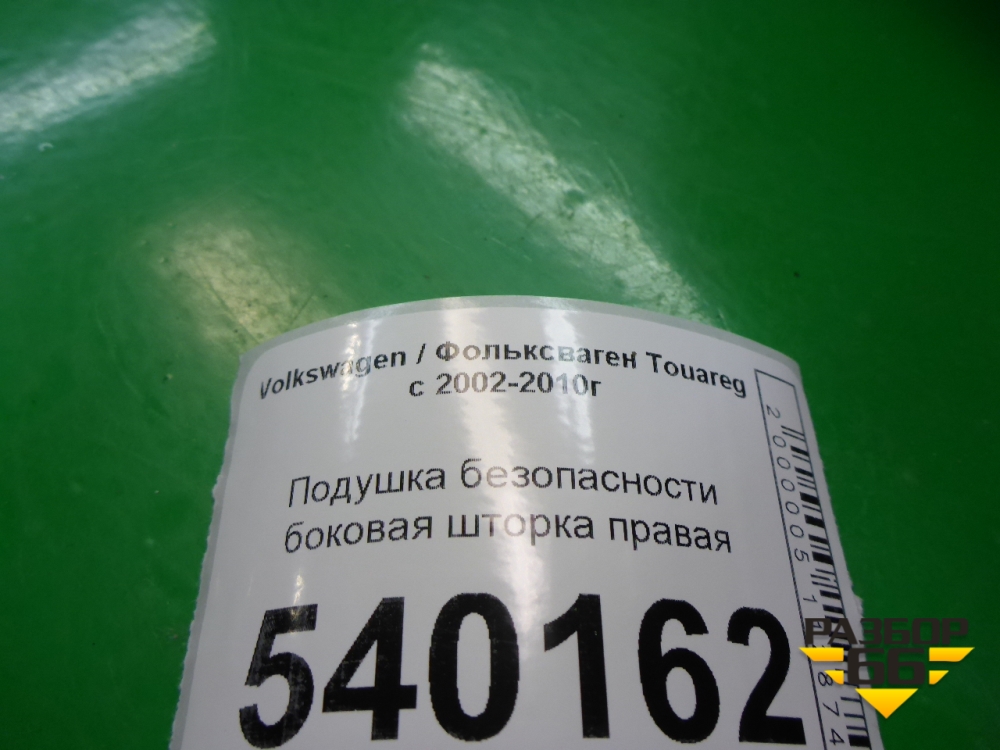 Volkswagen / Фольксваген Touareg
с 2002-2010г
Подушка безопасности
боковая шторка правая
540162
РАЗБОР
66